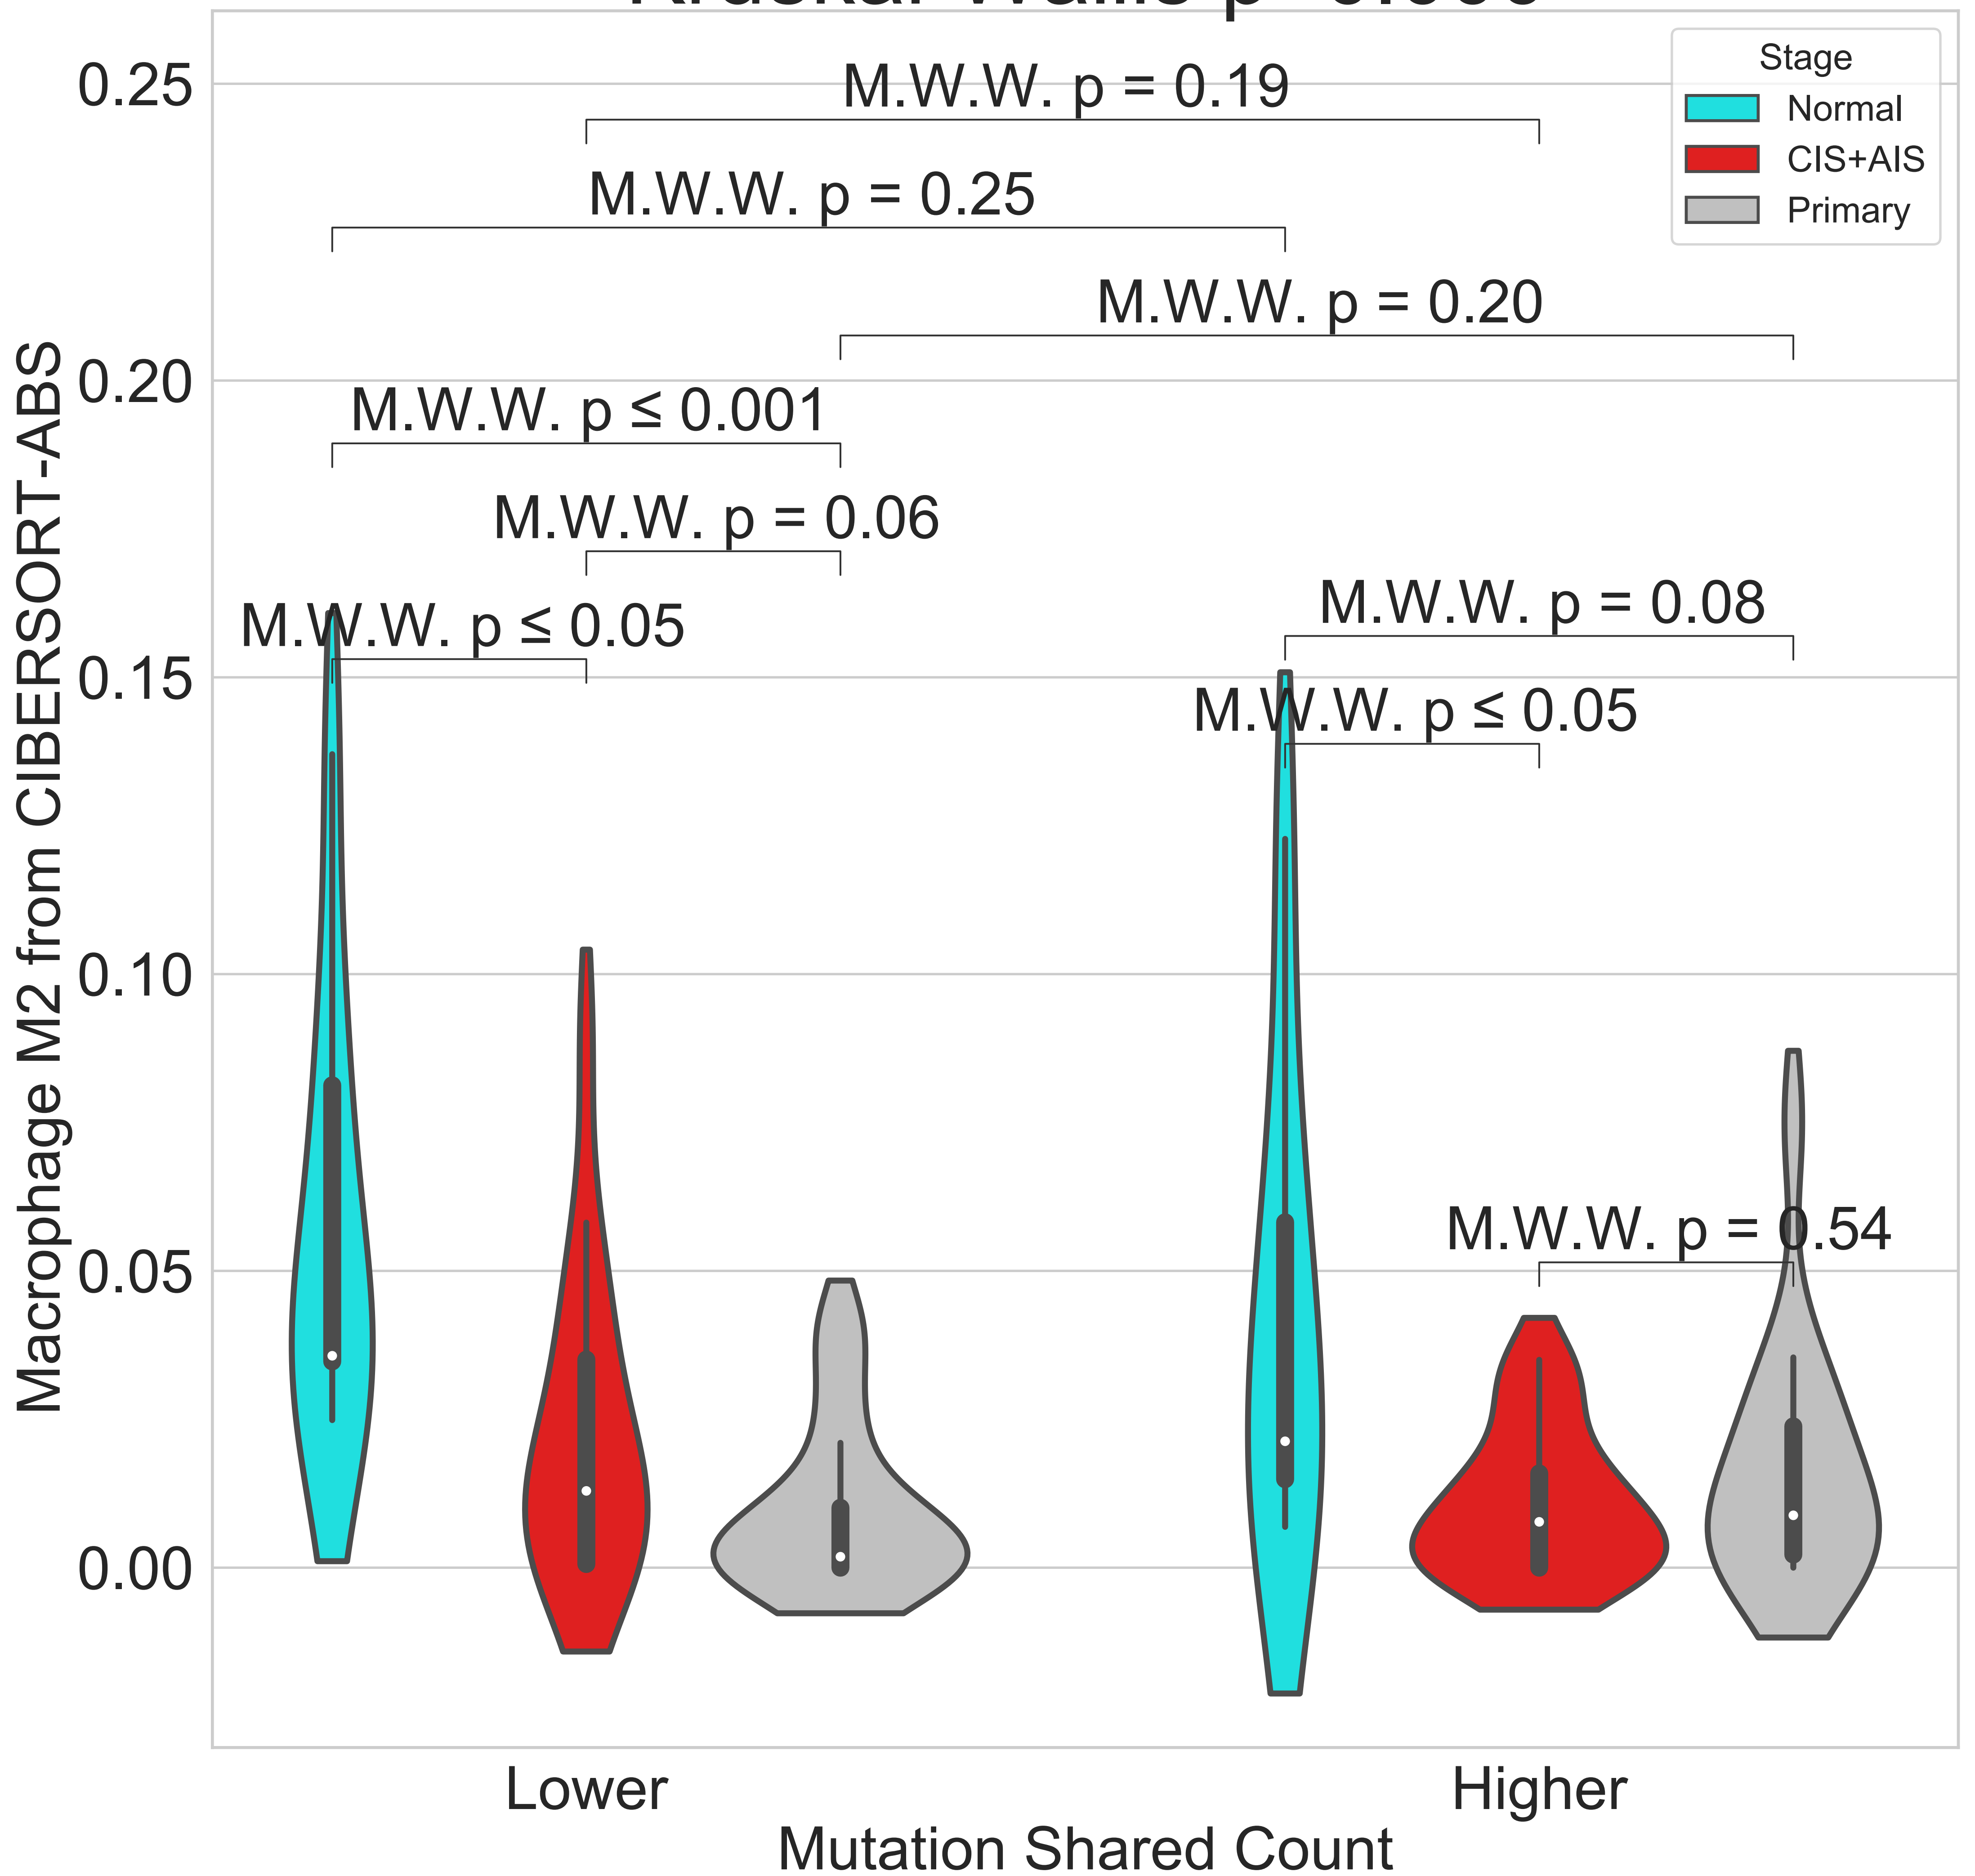 0.25
0.20
0.15
0.10
0.05
0.00
Macrophage M2 from CIBERSORT-ABS
Stage
Normal
CIS+AIS
Primary
M.W.W. p = 0.19
M.W.W. p = 0.25
M.W.W. p = 0.20
M.W.W. p ≤ 0.001
M.W.W. p = 0.06
M.W.W. p ≤ 0.05
M.W.W. p = 0.08
M.W.W. p ≤ 0.05
M.W.W. p = 0.54
Lower
Higher
Mutation Shared Count